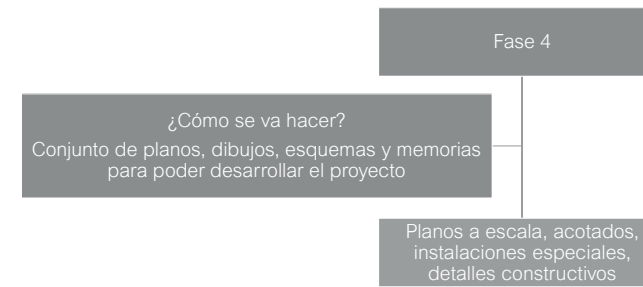 Fase 4
¿Cómo se va hacer?
Conjunto de planos, dibujos, esquemas y memorias
para poder desarrollar el proyecto
Planos a escala, acotados,
instalaciones especiales,
detalles constructivos